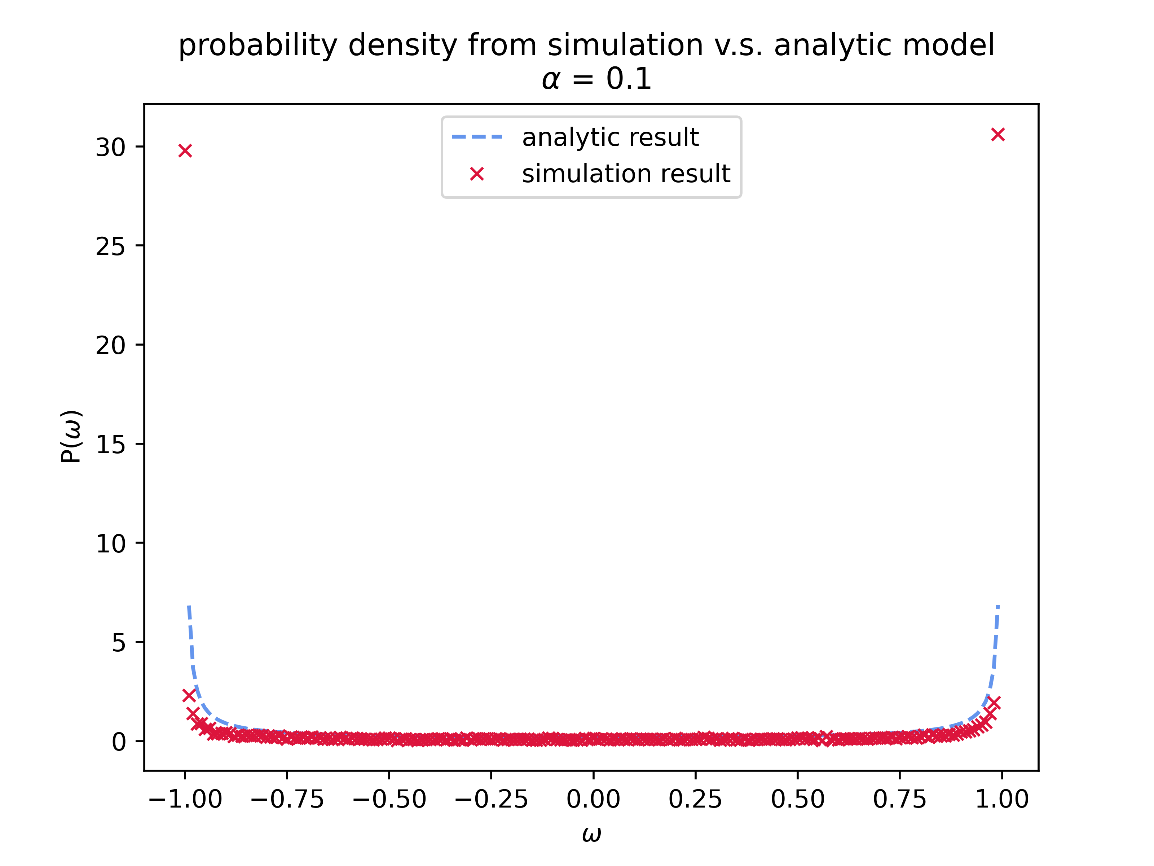 probability density from simulation v.s. analytic model
α = 0.1
analytic result
simulation result
P(ω)
30
25
20
15
10
5
0
−1.00 −0.75 −0.50 −0.25 0.00 0.25 0.50 0.75 1.00
ω